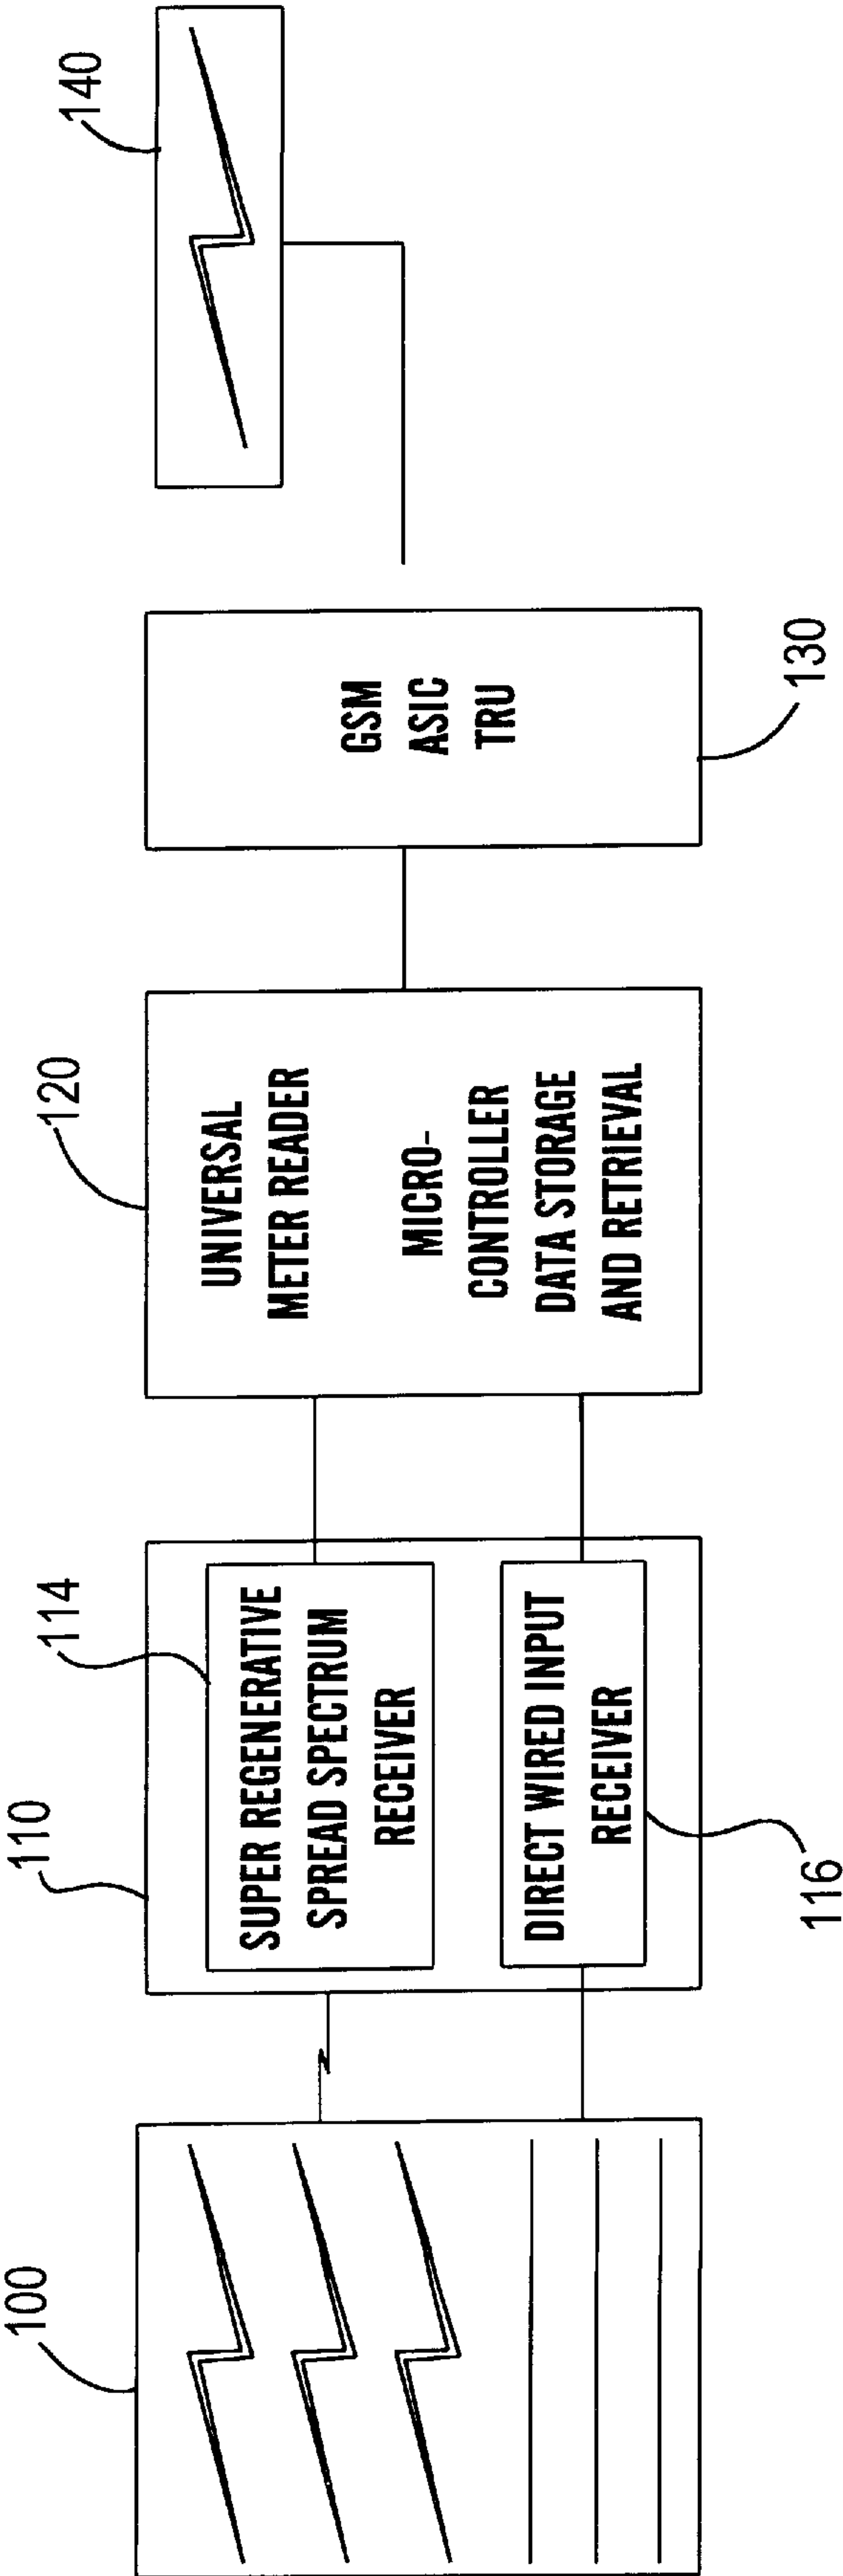 100
110
114
SUPER REGENERATIVE
SPREAD SPECTRUM
RECEIVER
DIRECT WIRED INPUT
RECEIVER
116
120
UNIVERSAL
METER READER
MICRO-
CONTROLLER
DATA STORAGE
AND RETRIEVAL
GSM
ASIC
TRU
130
140